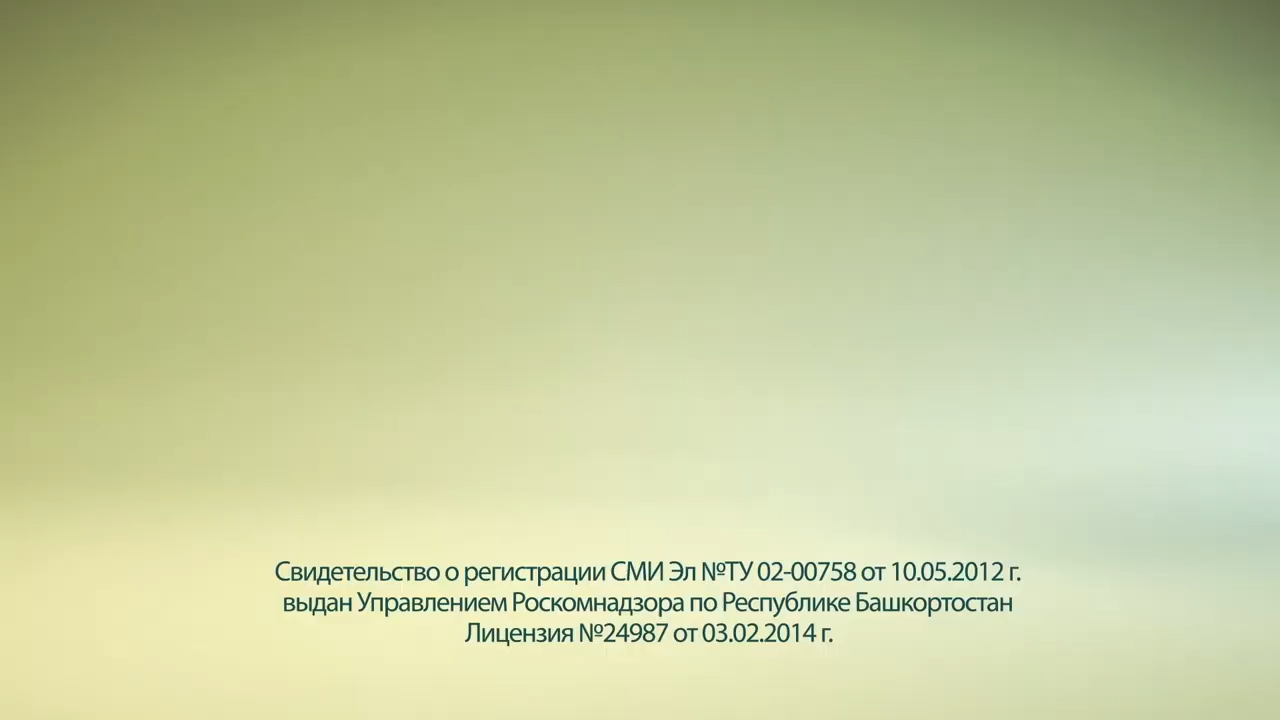 Свидетельство о регистрации СМИ Эл №ТУ 02-00758 от 10.05.2012 г.
выдан Управлением Роскомнадзора по Республике Башкортостан
Лицензия №24987 от 03.02.2014 г.